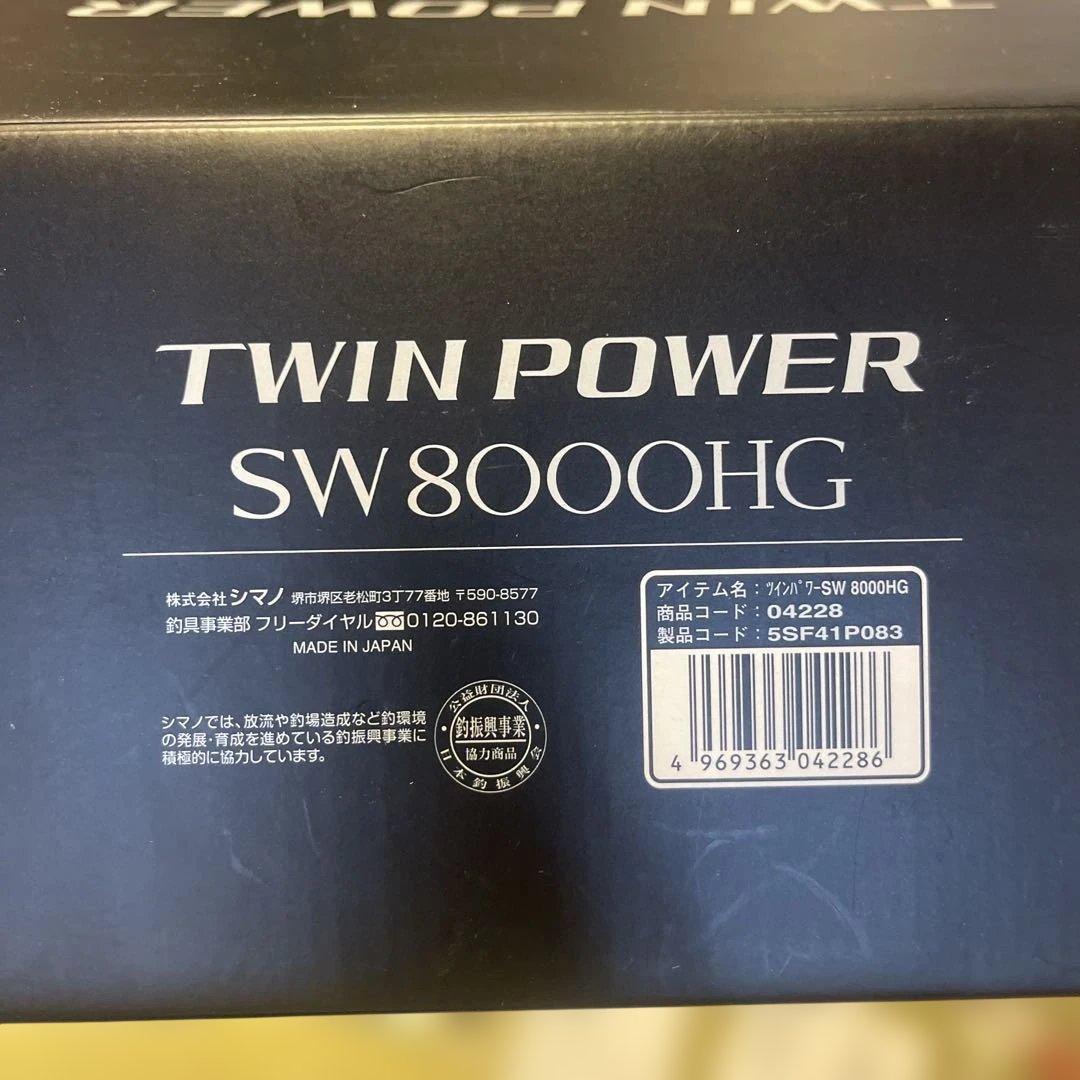 TWIN POWER
TWIN POWER
SW 8000HG
株式会社シマノ 堺市堺区老松町3丁77番地 〒590-8577
釣具事業部 フリーダイヤル 0120-861130
MADE IN JAPAN
シマノでは、放流や釣場造成など釣環境
の発展・育成を進めている釣振興事業に
積極的に協力しています。
公益財団法人
・釣振興事業・
協力商品
日本釣振興会
アイテム名:ﾂｲﾝﾊﾟﾜｰSW 8000HG
商品コード:04228
製品コード:5SF41P083
4 969363 042286